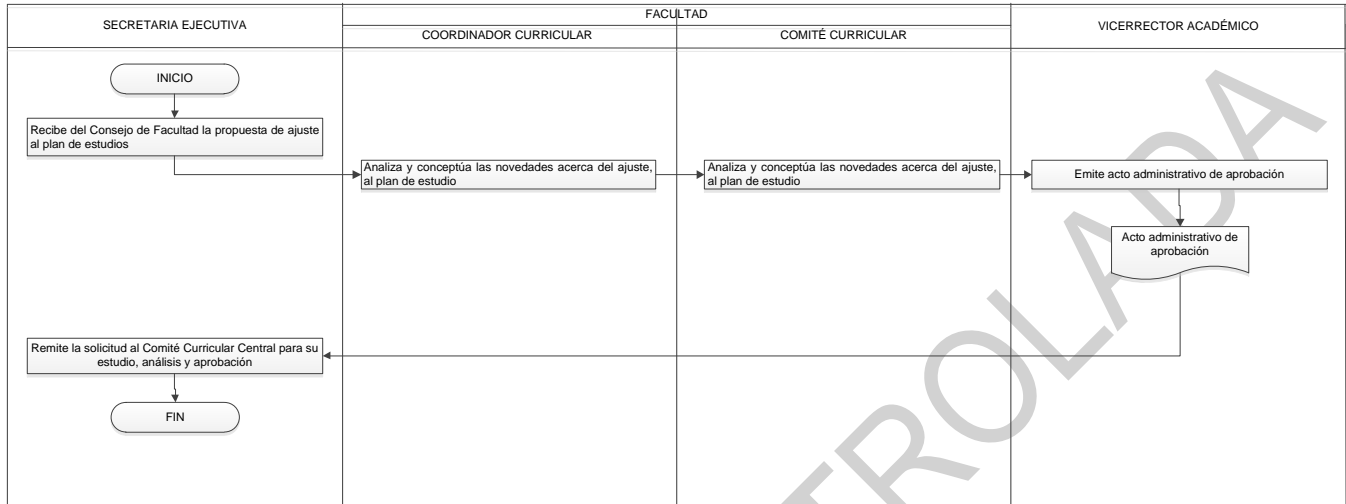 SECRETARIA EJECUTIVA
FACULTAD
COORDINADOR CURRICULAR
COMITÉ CURRICULAR
VICERRECTOR ACADÉMICO
INICIO
Recibe del Consejo de Facultad la propuesta de ajuste
al plan de estudios
Analiza y conceptúa las novedades acerca del ajuste,
al plan de estudio
Analiza y conceptúa las novedades acerca del ajuste,
al plan de estudio
Emite acto administrativo de aprobación
Acto administrativo de
aprobación
Remite la solicitud al Comité Curricular Central para su
estudio, análisis y aprobación
FIN
TROLADA